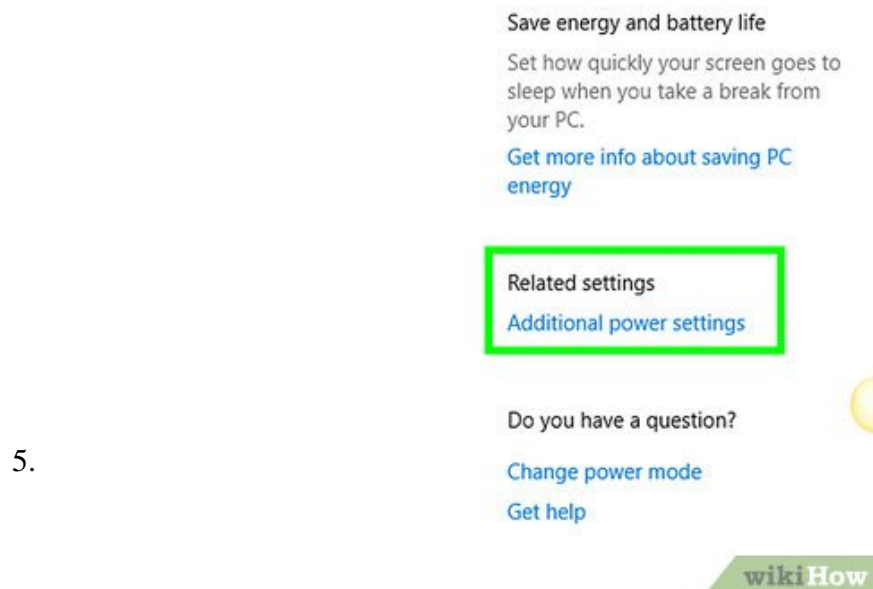 Save energy and battery life
Set how quickly your screen goes to
sleep when you take a break from
your PC.
Get more info about saving PC
energy
Related settings
Additional power settings
Do you have a question?
5.
Change power mode
Get help
wikiHow